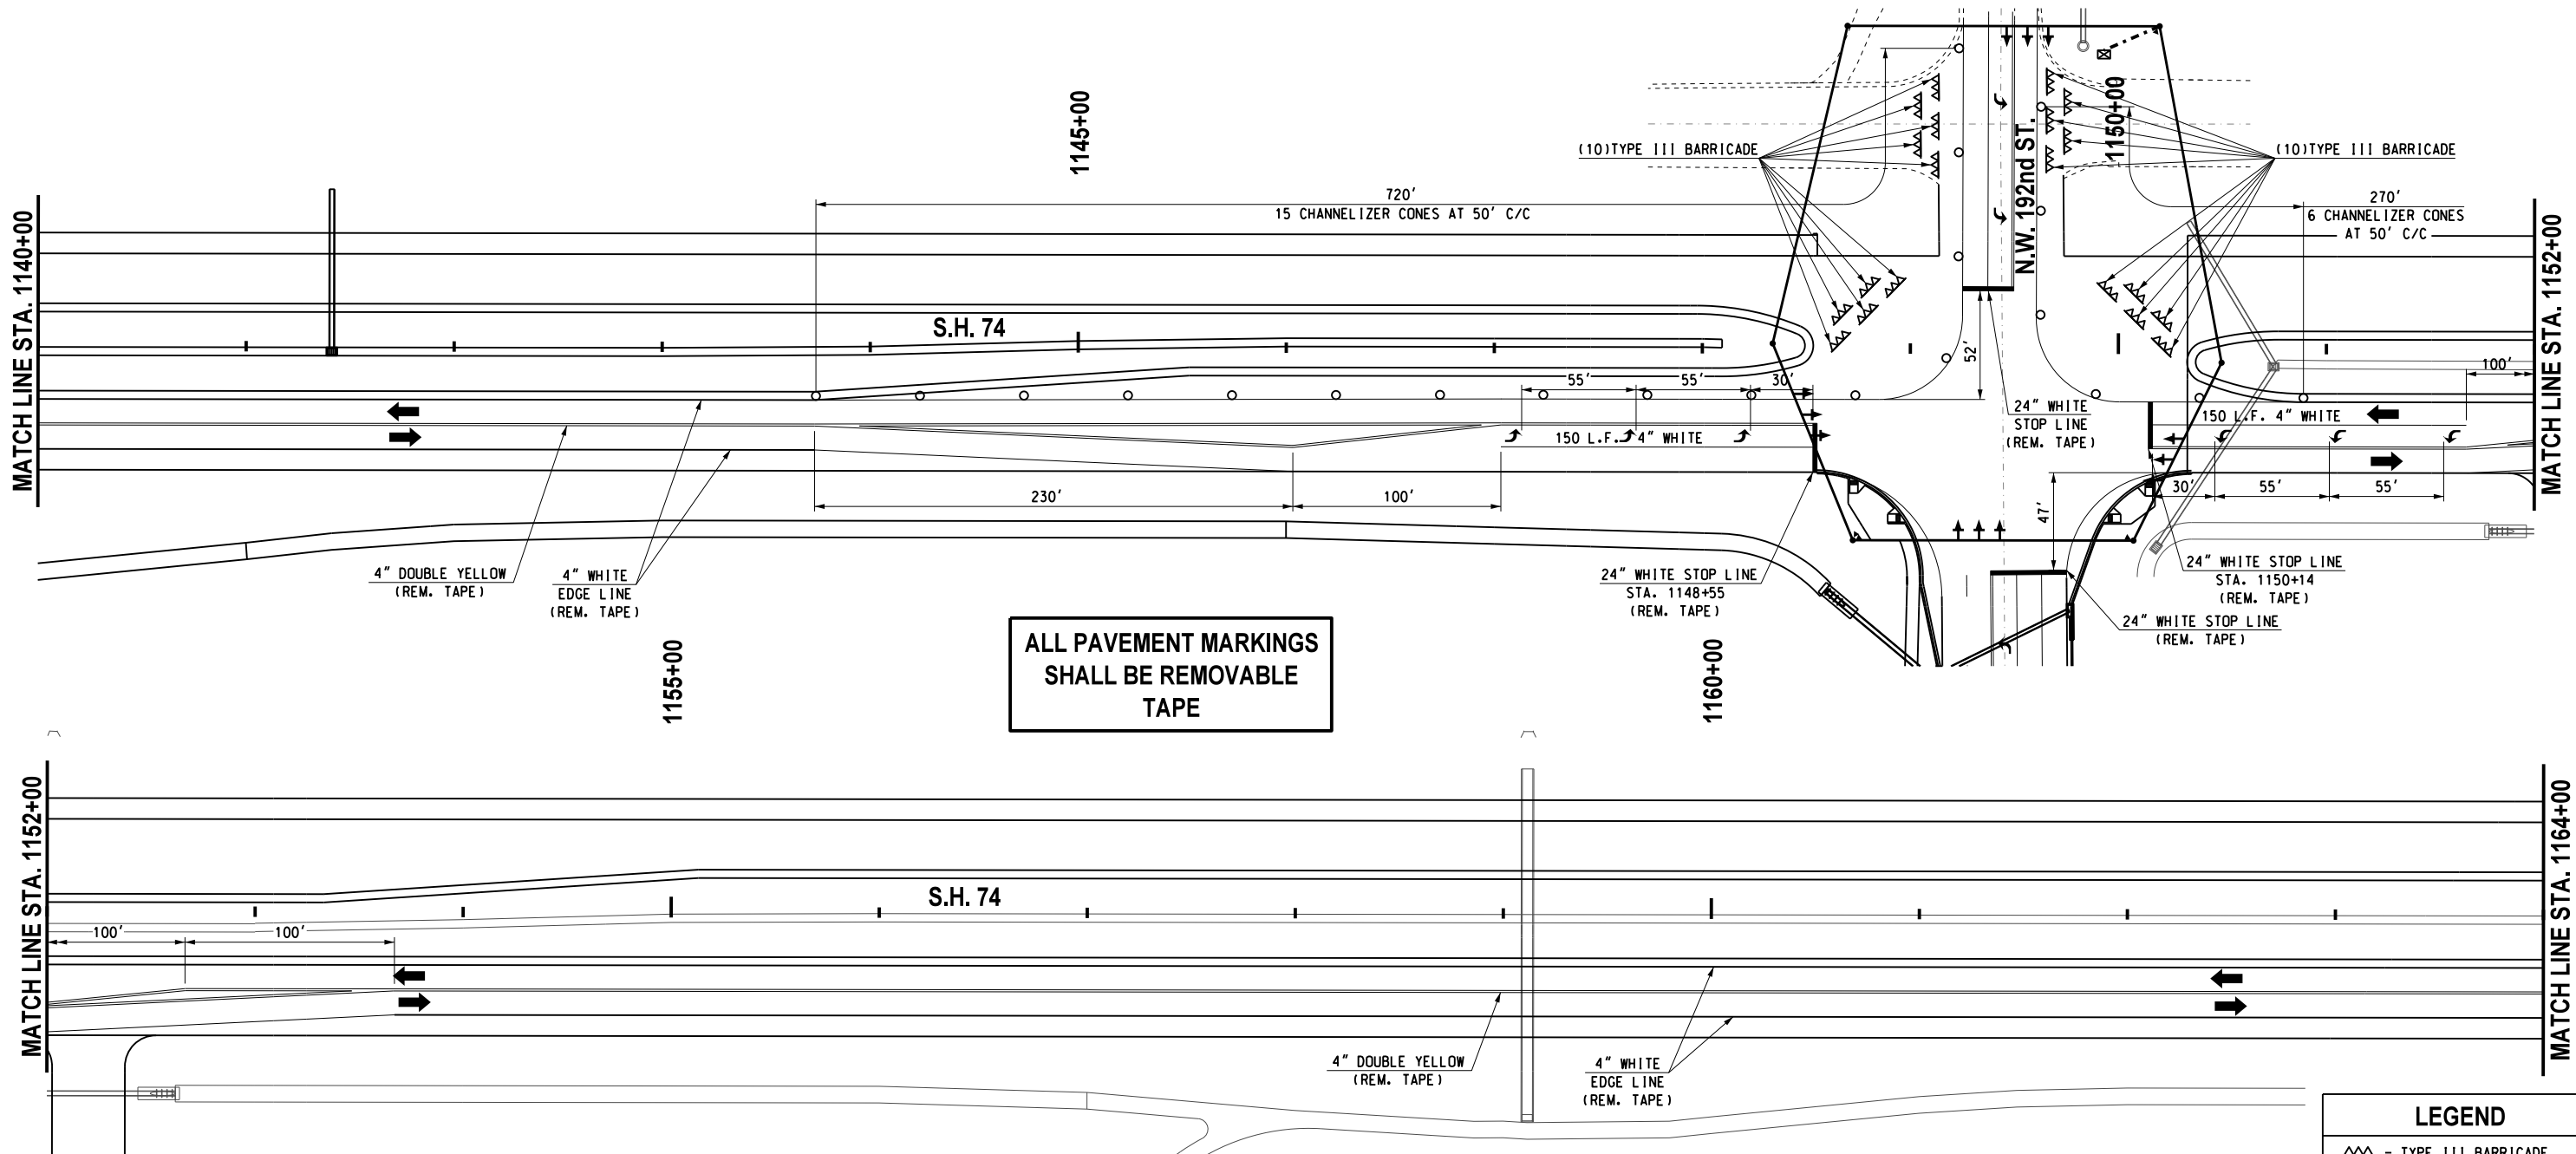 MATCH LINE STA. 1140+00
1145+00
N.W. 192nd ST.
1150+00
MATCH LINE STA. 1152+00
(10)TYPE III BARRICADE
(10)TYPE III BARRICADE
720'
15 CHANNELIZER CONES AT 50' C/C
270'
6 CHANNELIZER CONES
AT 50' C/C
S.H. 74
52'
55'
55'
30'
100'
24" WHITE
STOP LINE
(REM. TAPE)
150 L.F. 4" WHITE
150 L.F. 4" WHITE
230'
100'
47'
30'
55'
55'
4" DOUBLE YELLOW
(REM. TAPE)
4" WHITE
EDGE LINE
(REM. TAPE)
24" WHITE STOP LINE
STA. 1148+55
(REM. TAPE)
24" WHITE STOP LINE
STA. 1150+14
(REM. TAPE)
24" WHITE STOP LINE
(REM. TAPE)
ALL PAVEMENT MARKINGS
SHALL BE REMOVABLE
TAPE
1155+00
1160+00
MATCH LINE STA. 1152+00
MATCH LINE STA. 1164+00
S.H. 74
100'
100'
4" DOUBLE YELLOW
(REM. TAPE)
4" WHITE
EDGE LINE
(REM. TAPE)
LEGEND
- TYPE III BARRICADE